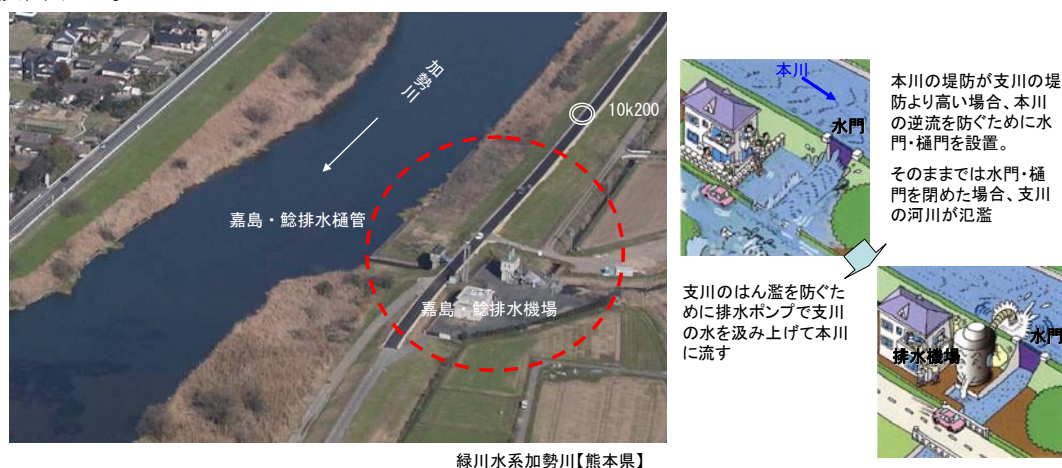 加勢川
10k200
嘉島・鯰排水樋管
なまず
嘉島・鯰排水機場
緑川水系加勢川【熊本県】
本川
水門
本川の堤防が支川の堤
防より高い場合、本川
の逆流を防ぐために水
門・樋門を設置。
そのままでは水門・樋
門を閉めた場合、支川
の河川が氾濫
支川のはん濫を防ぐた
めに排水ポンプで支川
の水を汲み上げて本川
に流す
水門
排水機場